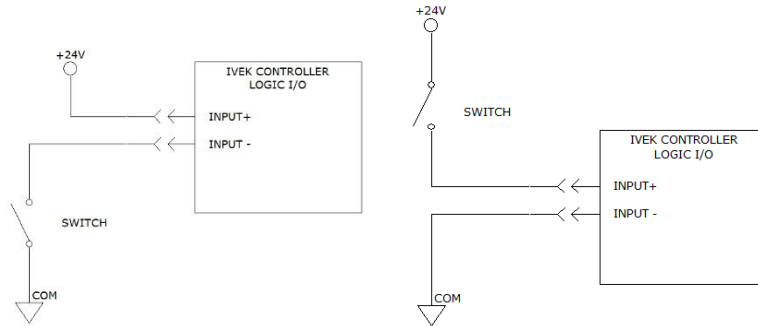 +24V
IVEK CONTROLLER
LOGIC I/O
INPUT+
INPUT -
SWITCH
COM
+24V
SWITCH
IVEK CONTROLLER
LOGIC I/O
INPUT+
INPUT -
COM